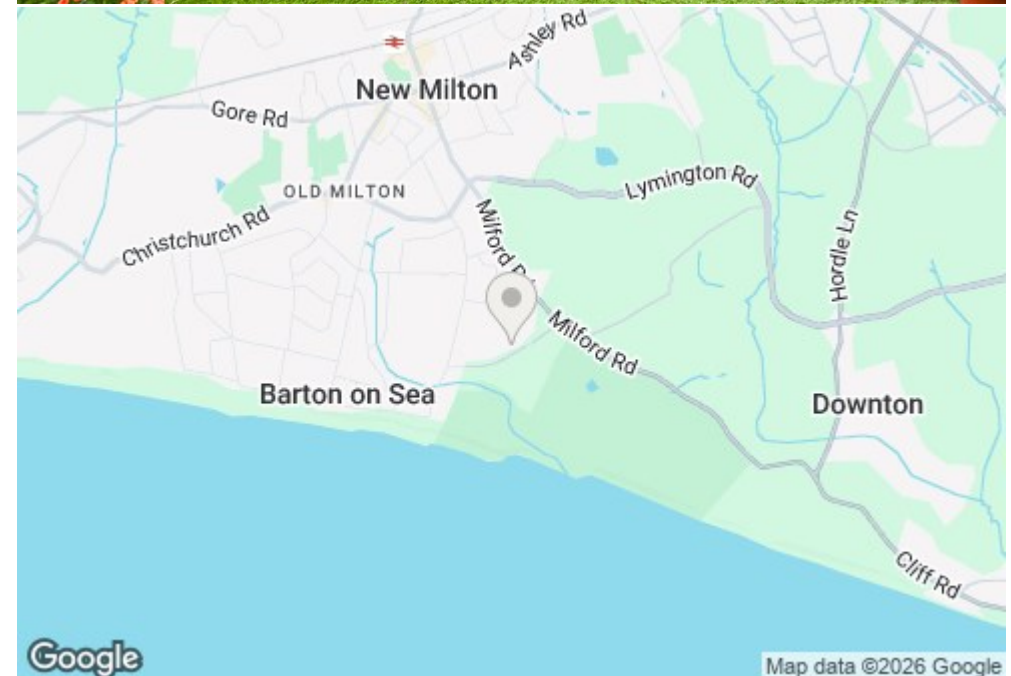 Ashley Rd
New Milton
Gore Rd
OLD MILTON
Lymington Rd
Christchurch Rd
Milford Rd
Hordle Ln
Milford Rd
Barton on Sea
Downton
Cliff Rd
Google
Map data ©2026 Google